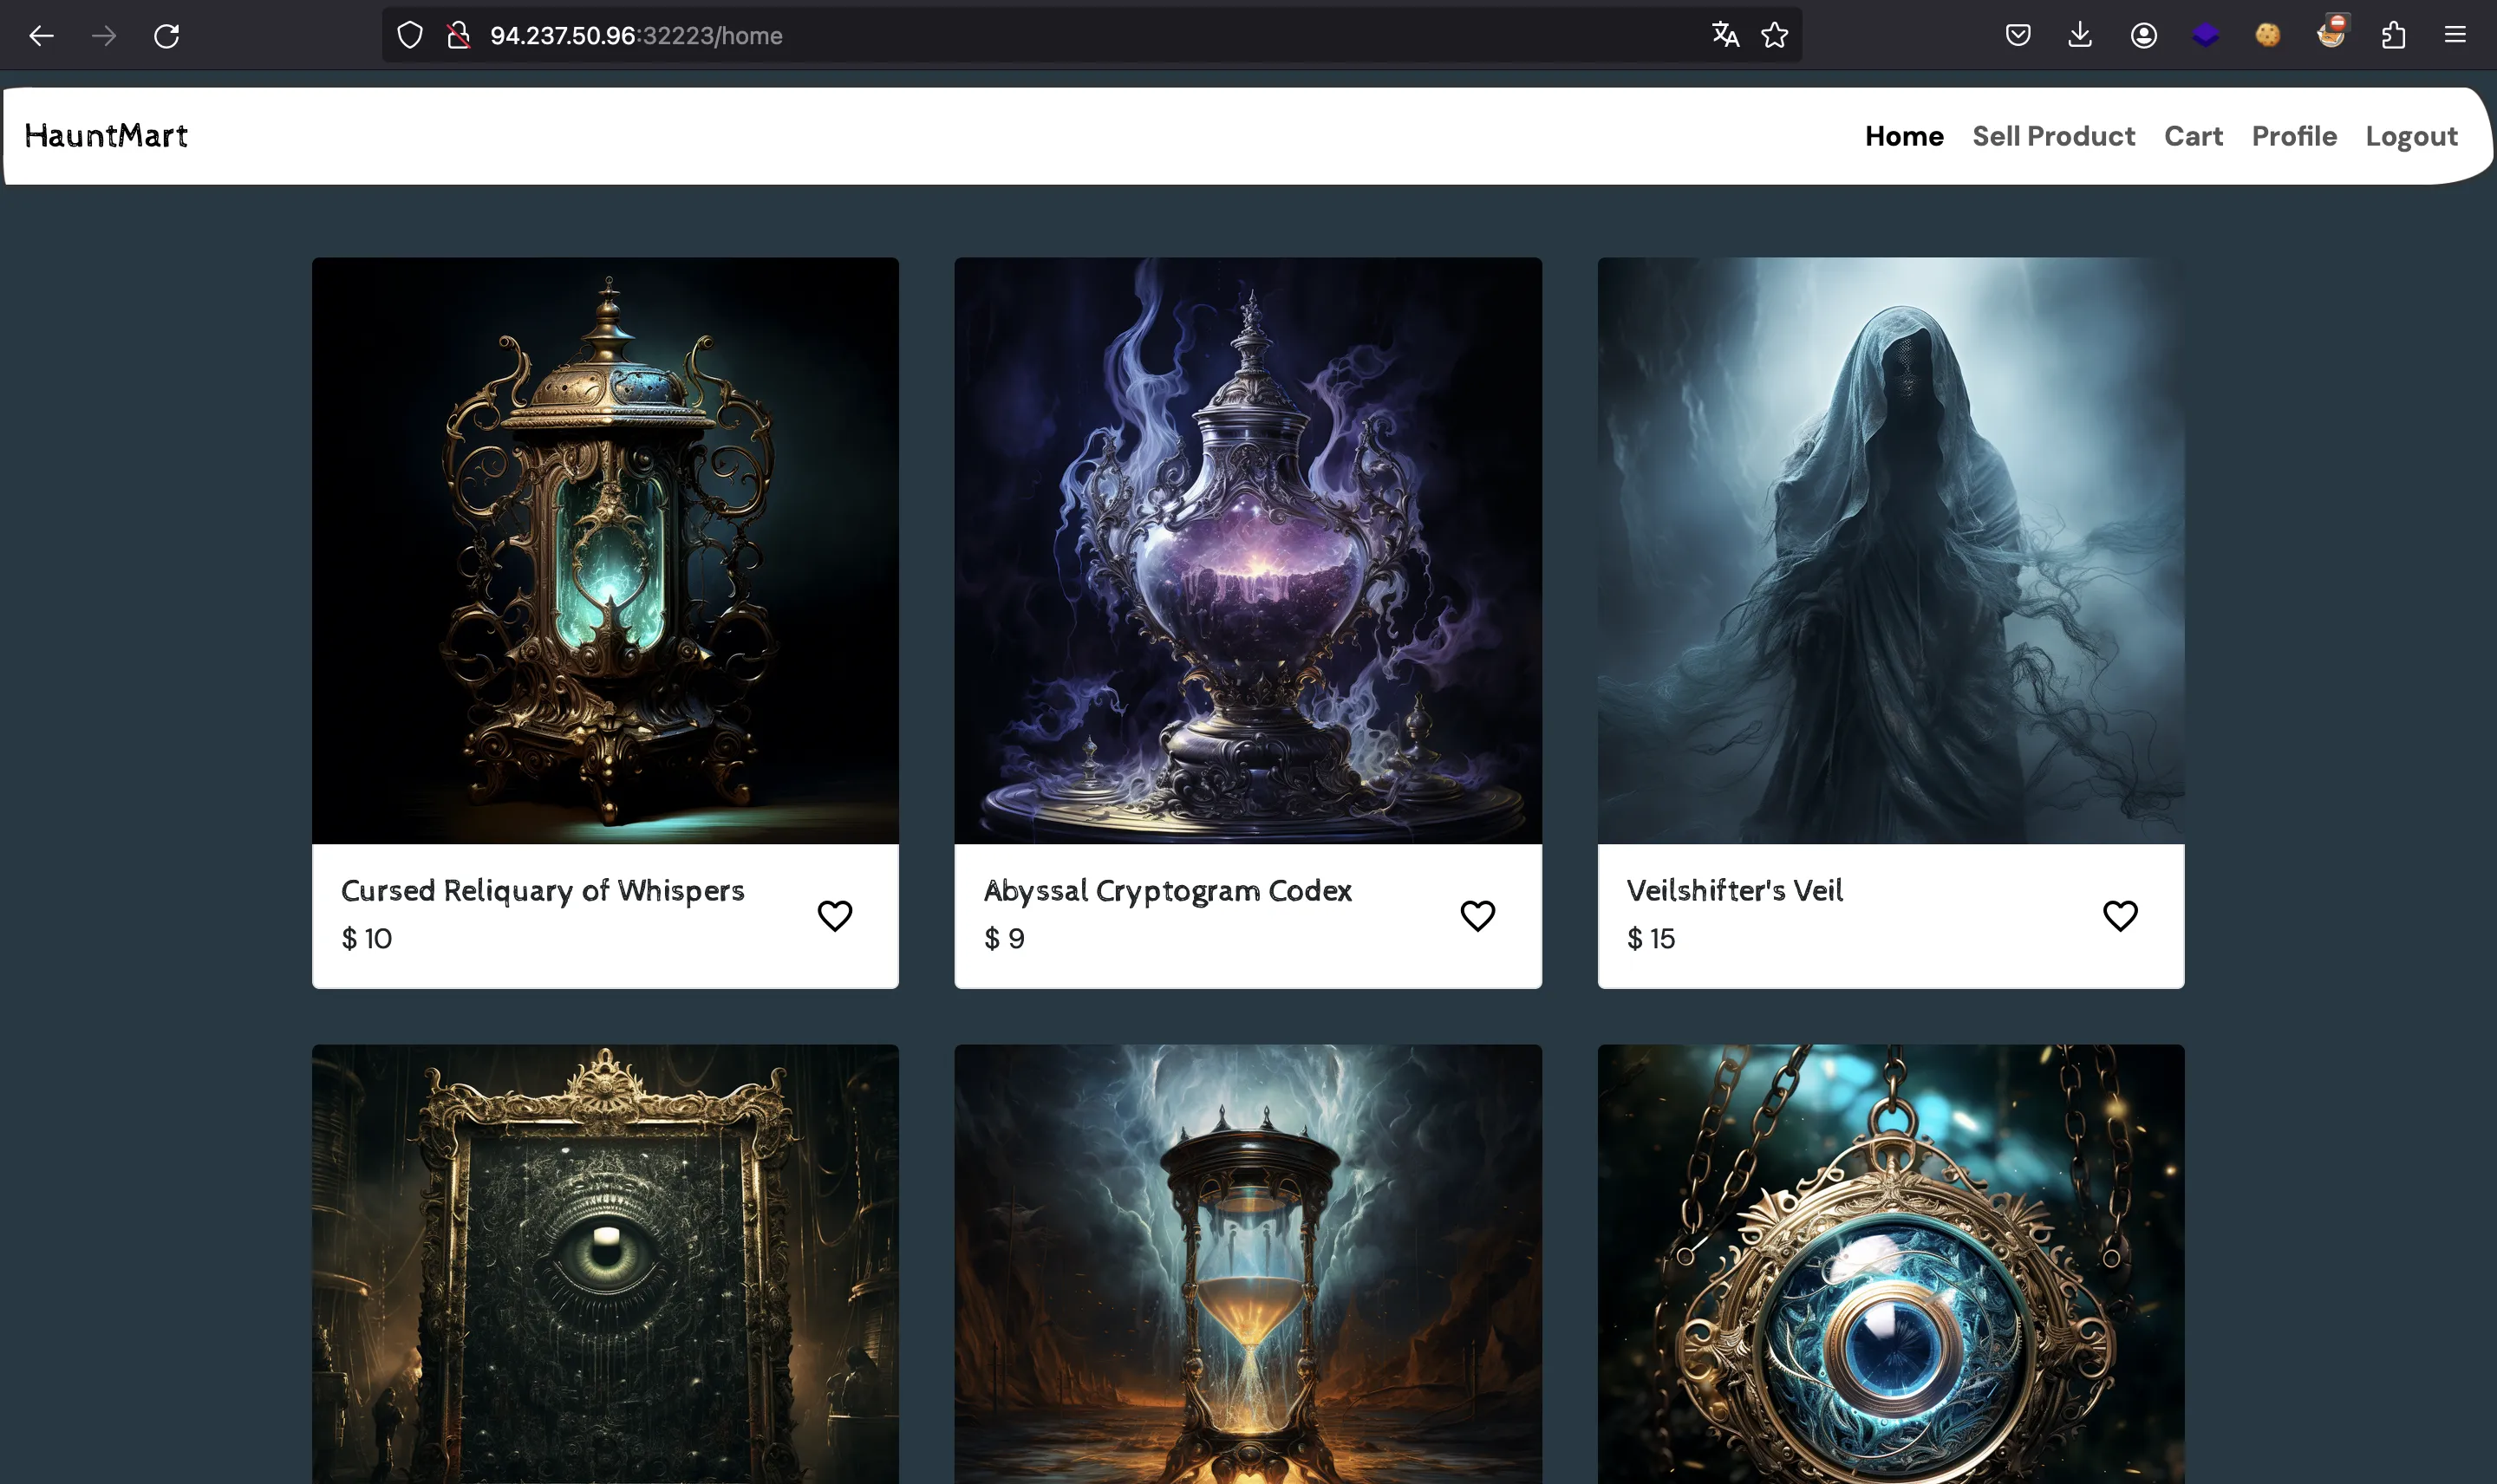 94.237.50.96:32223/home
HauntMart
Home Sell Product Cart Profile Logout
Cursed Reliquary of Whispers
$ 10
Abyssal Cryptogram Codex
$ 9
Veilshifter's Veil
$ 15